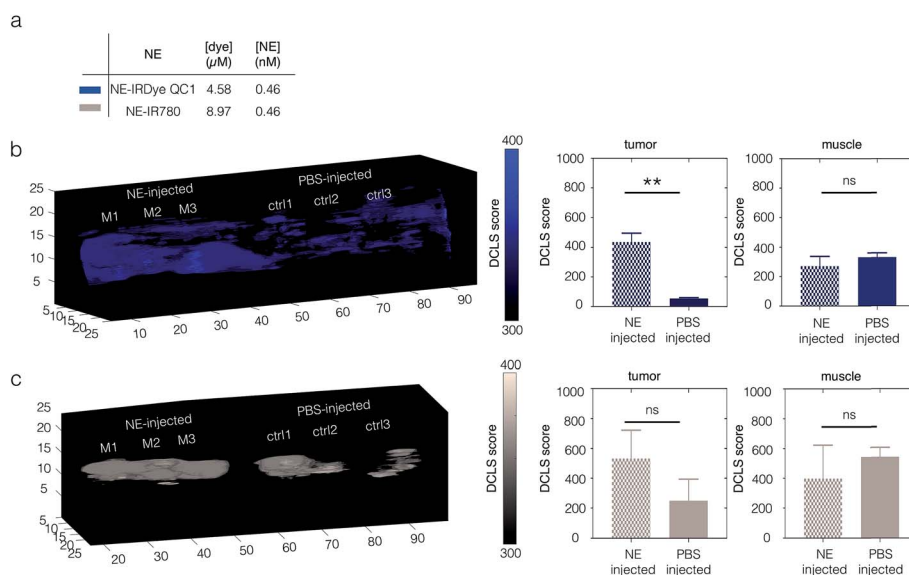 a
NE
[dye]
(µM)
[NE]
(nM)
NE-IRDye QC1 4.58 0.46
NE-IR780 8.97 0.46
b
25
20
15
10
5
5
10
15
20
25
10 20 30 40 50 60 70 80 90
NE-injected
M1 M2 M3
PBS-injected
ctrl1 ctrl2 ctrl3
400
DCLS score
300
tumor
DCLS score
1000
800
600
400
200
0
**
NE
injected
PBS
injected
muscle
DCLS score
1000
800
600
400
200
0
ns
NE
injected
PBS
injected
c
25
20
15
10
5
5
10
15
20
25
20 30 40 50 60 70 80 90
NE-injected
M1 M2 M3
PBS-injected
ctrl1 ctrl2 ctrl3
400
DCLS score
300
tumor
DCLS score
1000
800
600
400
200
0
ns
NE
injected
PBS
injected
muscle
DCLS score
1000
800
600
400
200
0
ns
NE
injected
PBS
injected